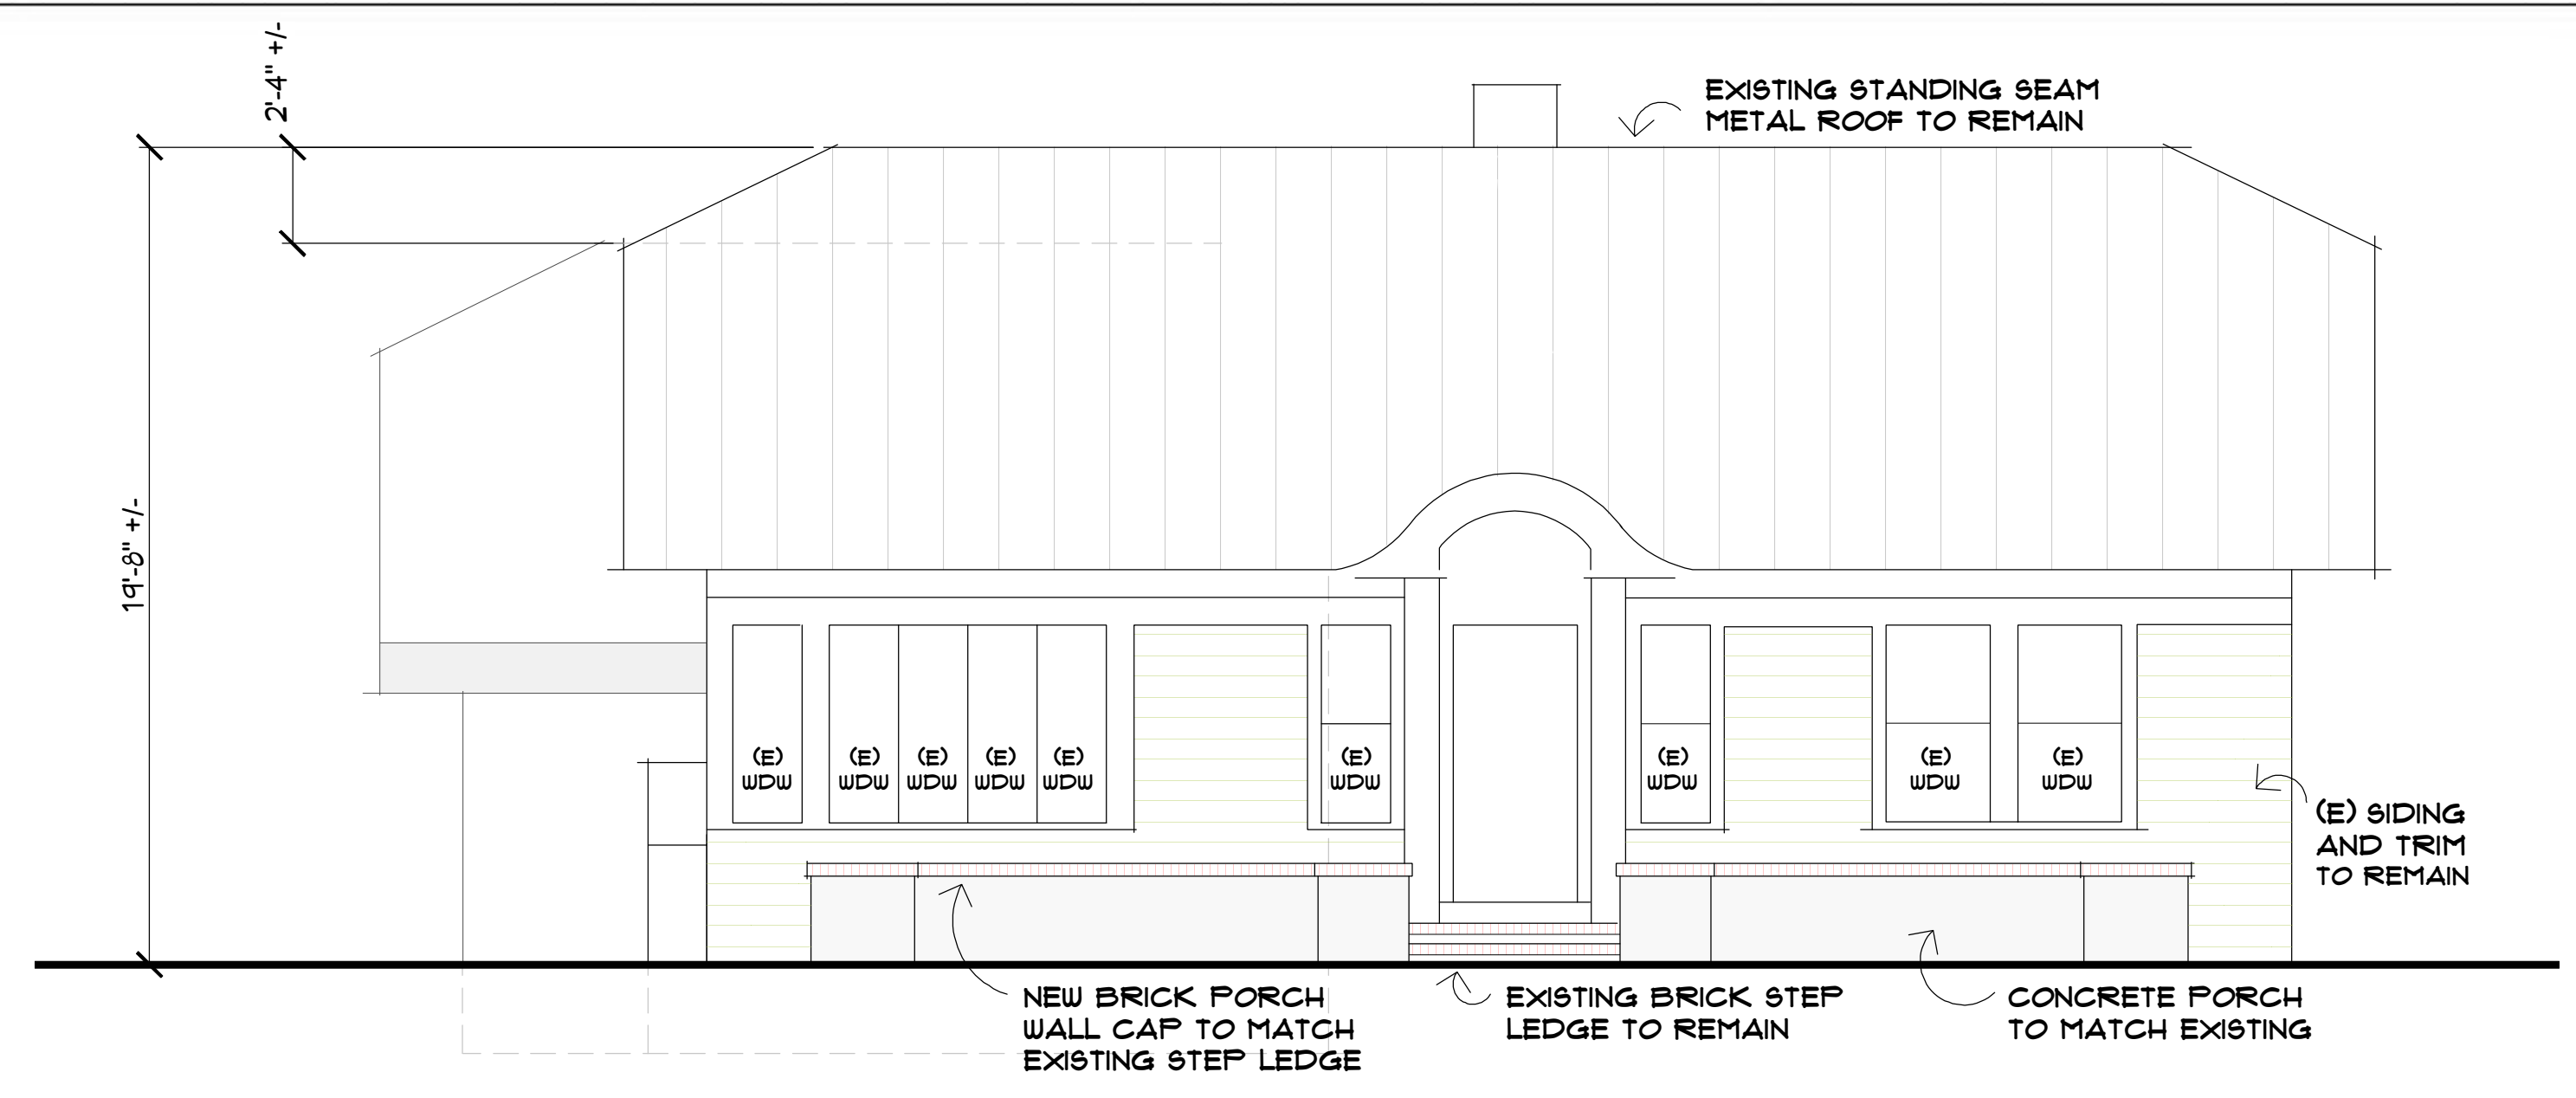 2'-4" +/-
EXISTING STANDING SEAM
METAL ROOF TO REMAIN
19'-8" +/-
(E)
WDW
(E)
WDW
(E)
WDW
(E)
WDW
(E)
WDW
(E)
WDW
(E)
WDW
(E)
WDW
(E)
WDW
(E) SIDING
AND TRIM
TO REMAIN
NEW BRICK PORCH
WALL CAP TO MATCH
EXISTING STEP LEDGE
EXISTING BRICK STEP
LEDGE TO REMAIN
CONCRETE PORCH
TO MATCH EXISTING